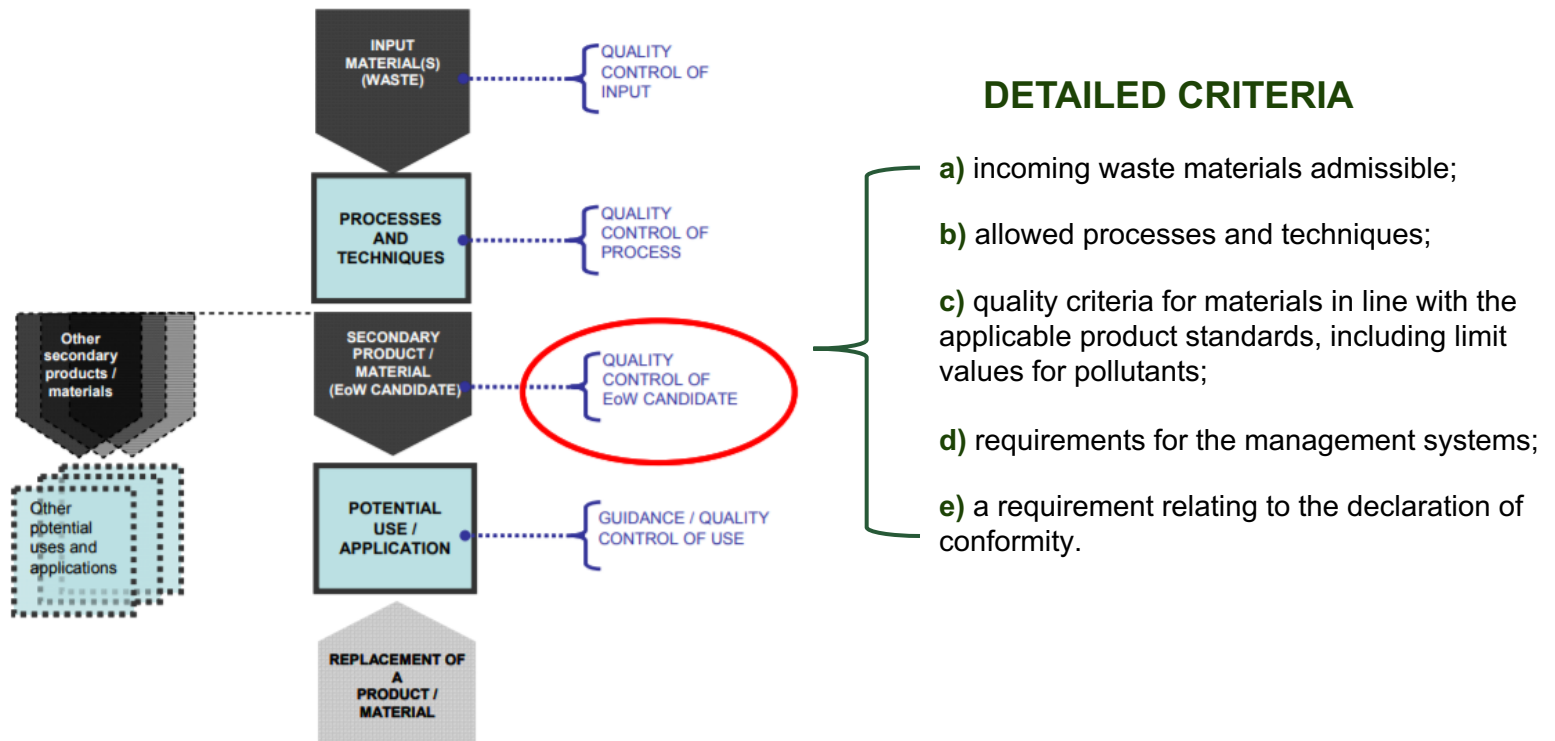 INPUT
MATERIAL(S)
(WASTE)
QUALITY
CONTROL OF
INPUT
PROCESSES
AND
TECHNIQUES
QUALITY
CONTROL OF
PROCESS
Other
secondary
products /
materials
SECONDARY
PRODUCT /
MATERIAL
(EoW CANDIDATE)
QUALITY
CONTROL OF
EoW CANDIDATE
Other
potential
uses and
applications
POTENTIAL
USE /
APPLICATION
GUIDANCE / QUALITY
CONTROL OF USE
REPLACEMENT OF
A
PRODUCT /
MATERIAL
DETAILED CRITERIA
a) incoming waste materials admissible;
b) allowed processes and techniques;
c) quality criteria for materials in line with the
applicable product standards, including limit
values for pollutants;
d) requirements for the management systems;
e) a requirement relating to the declaration of
conformity.